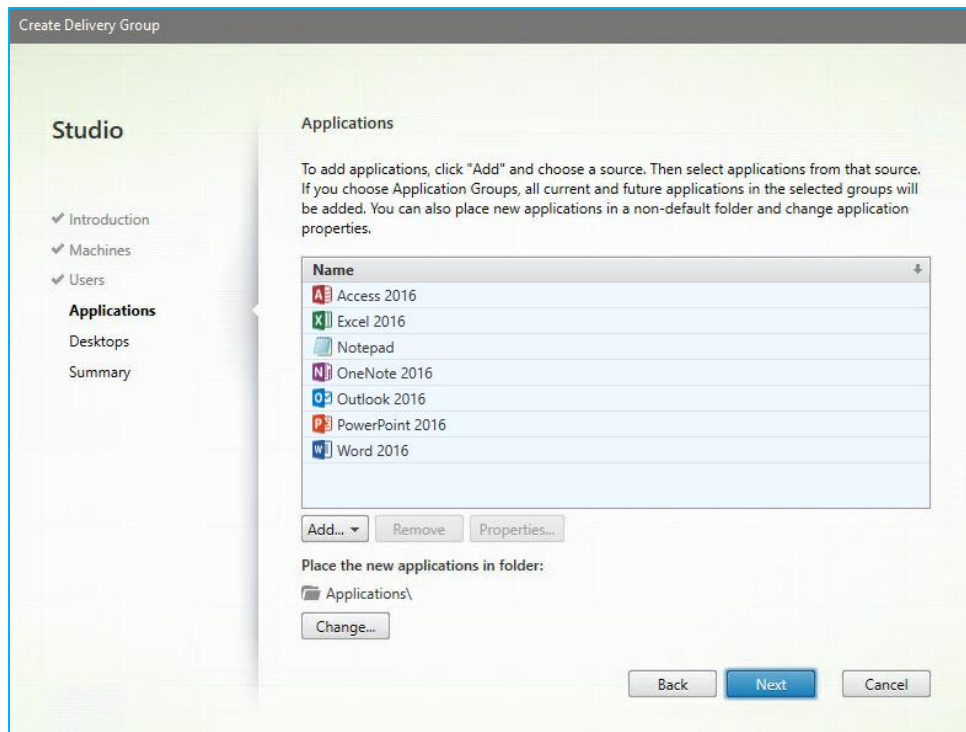 Create Delivery Group
Studio
Introduction
Machines
Users
Applications
Desktops
Summary
Applications
To add applications, click "Add" and choose a source. Then select applications from that source.
If you choose Application Groups, all current and future applications in the selected groups will
be added. You can also place new applications in a non-default folder and change application
properties.
Name
Access 2016
Excel 2016
Notepad
OneNote 2016
Outlook 2016
PowerPoint 2016
Word 2016
Add... Remove Properties...
Place the new applications in folder:
Applications\
Change...
Back Next Cancel